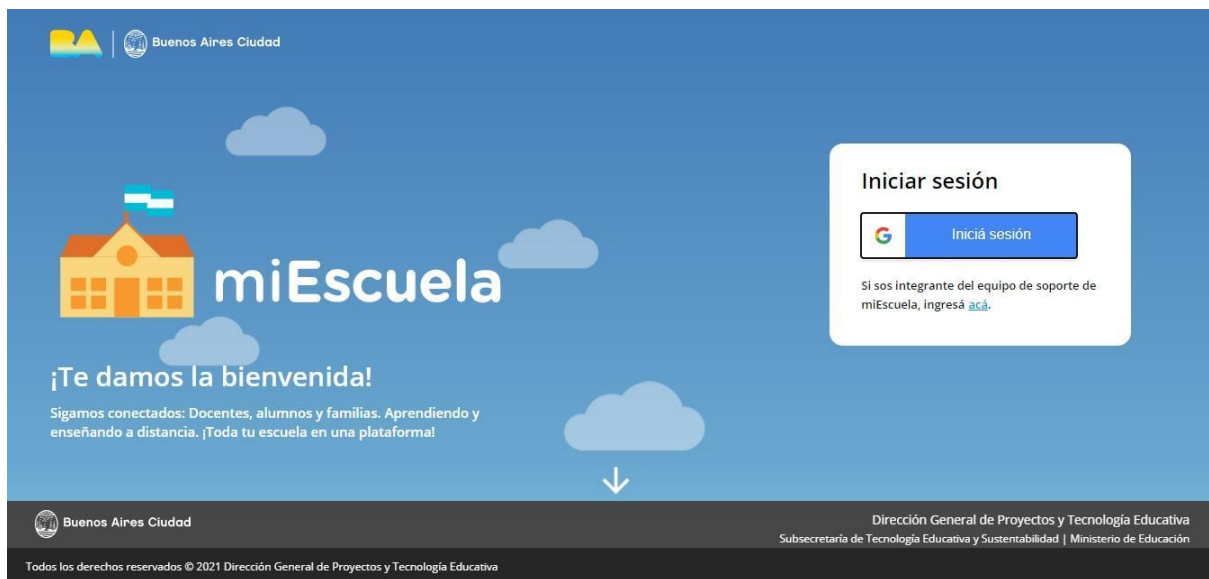 BA Buenos Aires Ciudad
miEscuela
¡Te damos la bienvenida!
Sigamos conectados: Docentes, alumnos y familias. Aprendiendo y
enseñando a distancia. ¡Toda tu escuela en una plataforma!
Iniciar sesión
G Iniciá sesión
Si sos integrante del equipo de soporte de
miEscuela, ingresá acá.
Buenos Aires Ciudad
Dirección General de Proyectos y Tecnología Educativa
Subsecretaría de Tecnología Educativa y Sustentabilidad | Ministerio de Educación
Todos los derechos reservados © 2021 Dirección General de Proyectos y Tecnología Educativa